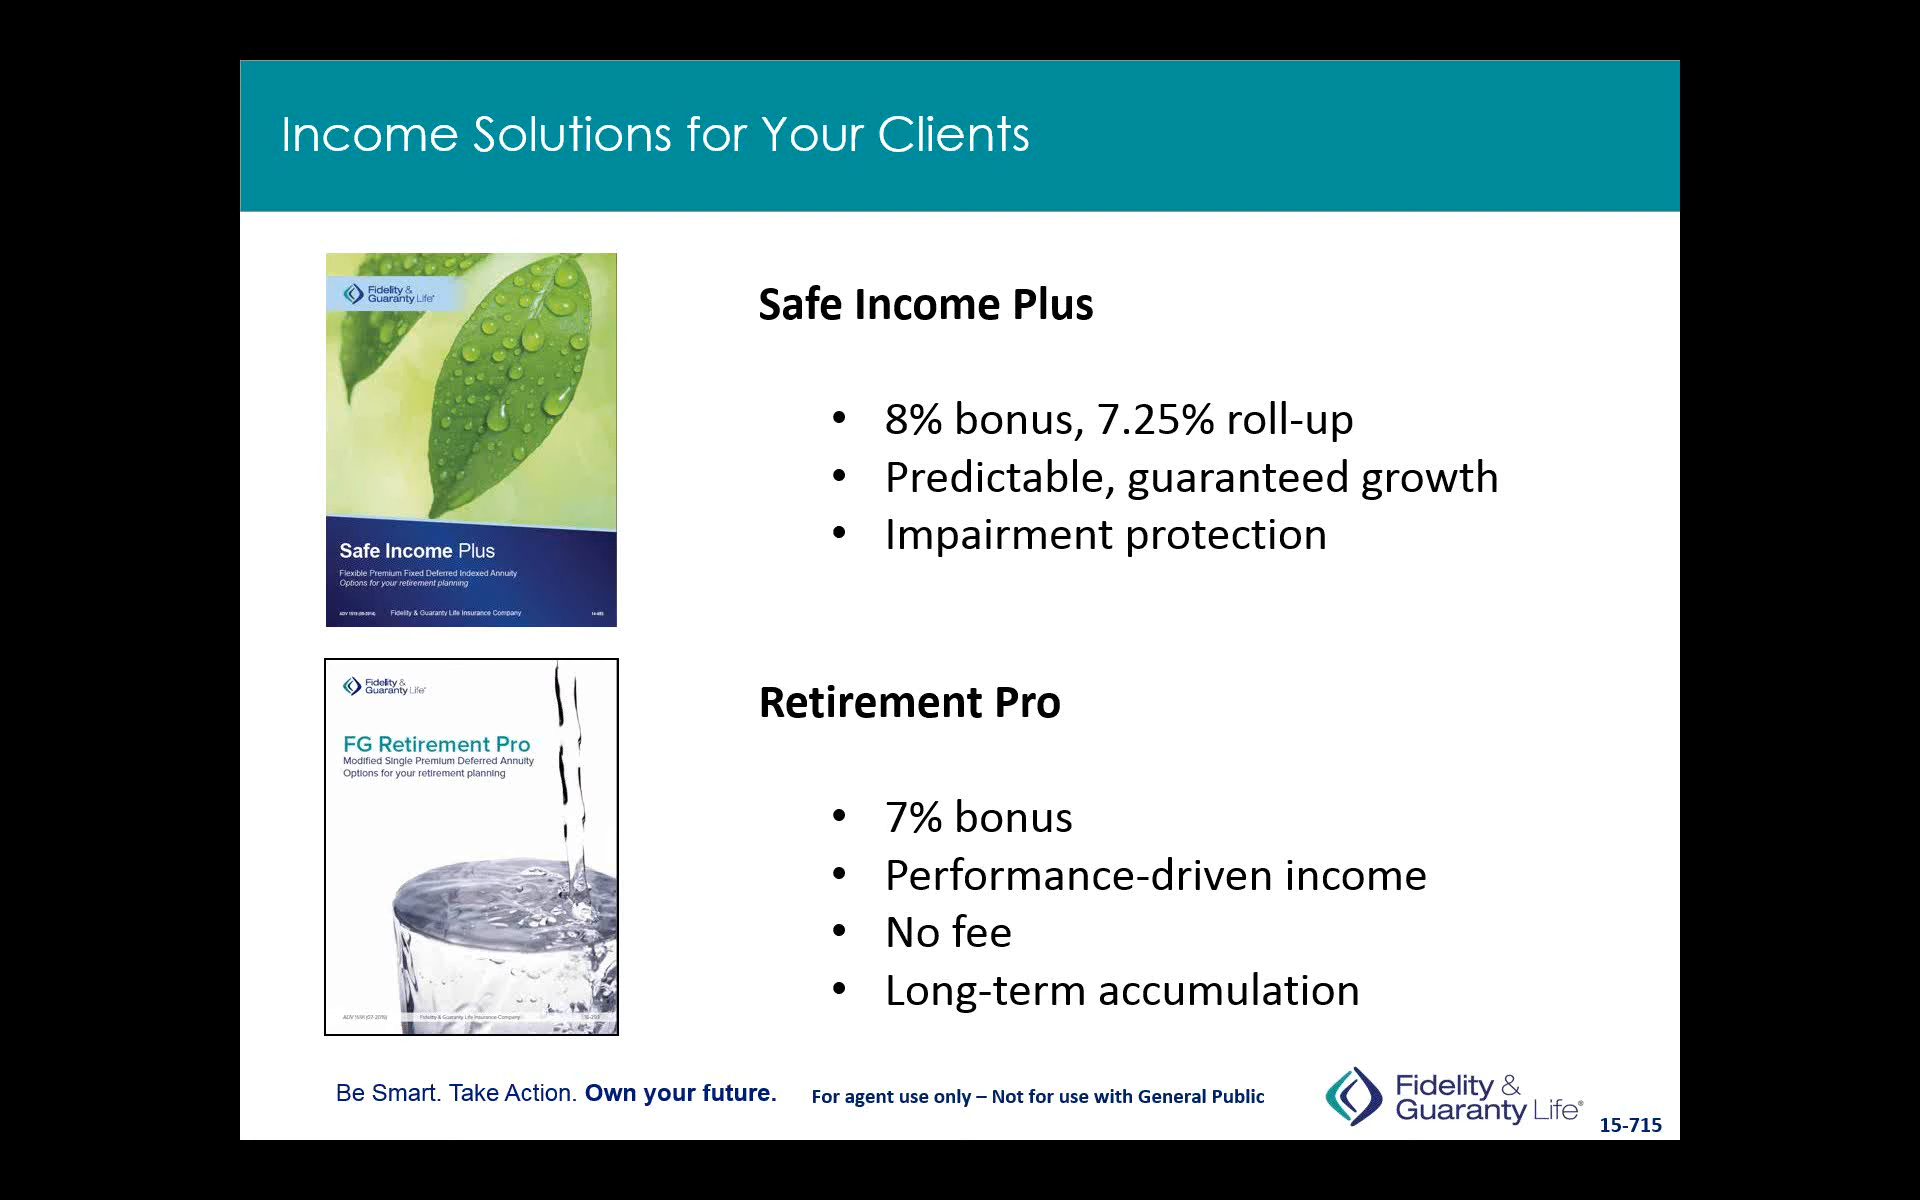 Income Solutions for Your Clients
Fidelity &
Guaranty Life®
Safe Income Plus
Flexible Premium Fixed Deferred Indexed Annuity
Options for your retirement planning
Fidelity & Guaranty Life Insurance Company
Safe Income Plus
• 8% bonus, 7.25% roll-up
• Predictable, guaranteed growth
• Impairment protection
Fidelity &
Guaranty Life®
FG Retirement Pro
Modified Single Premium Deferred Annuity
Options for your retirement planning
Fidelity & Guaranty Life Insurance Company
Retirement Pro
• 7% bonus
• Performance-driven income
• No fee
• Long-term accumulation
Be Smart. Take Action. Own your future.
For agent use only – Not for use with General Public
Fidelity &
Guaranty Life®
15-715